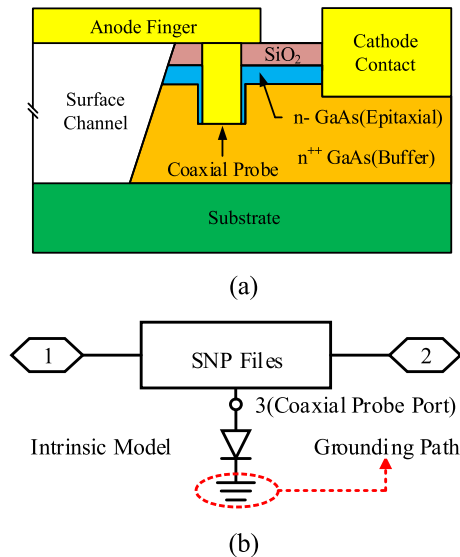 Anode Finger
SiO₂
Cathode
Contact
Surface
Channel
n- GaAs(Epitaxial)
n⁺⁺ GaAs(Buffer)
Coaxial Probe
Substrate
(a)
1
SNP Files
2
3(Coaxial Probe Port)
Intrinsic Model
Grounding Path
(b)